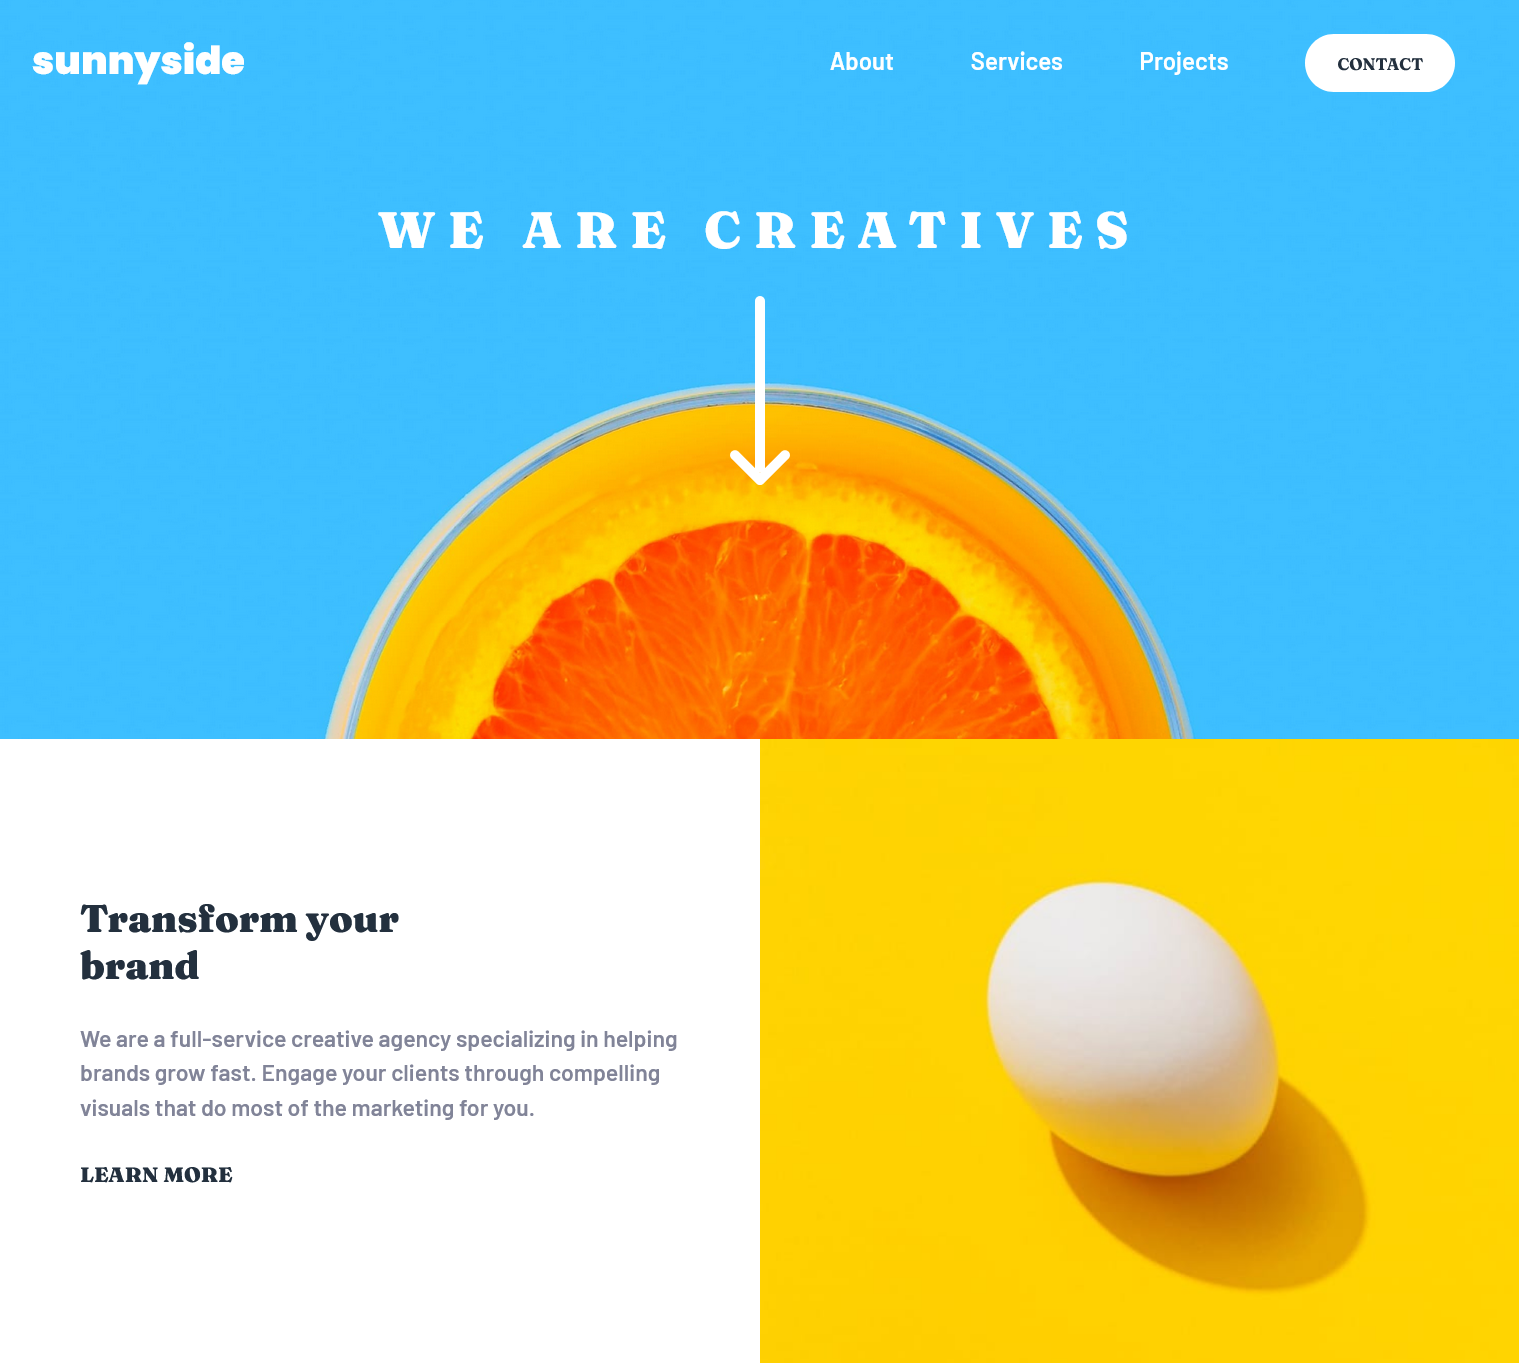 sunnyside
About
Services
Projects
CONTACT
WE ARE CREATIVES
Transform your
brand
We are a full-service creative agency specializing in helping
brands grow fast. Engage your clients through compelling
visuals that do most of the marketing for you.
LEARN MORE